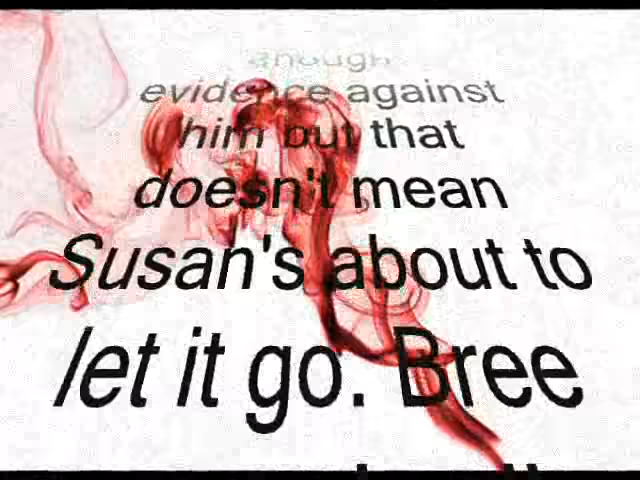 enough
evidence against
him but that
doesn't mean
Susan's about to
let it go. Bree